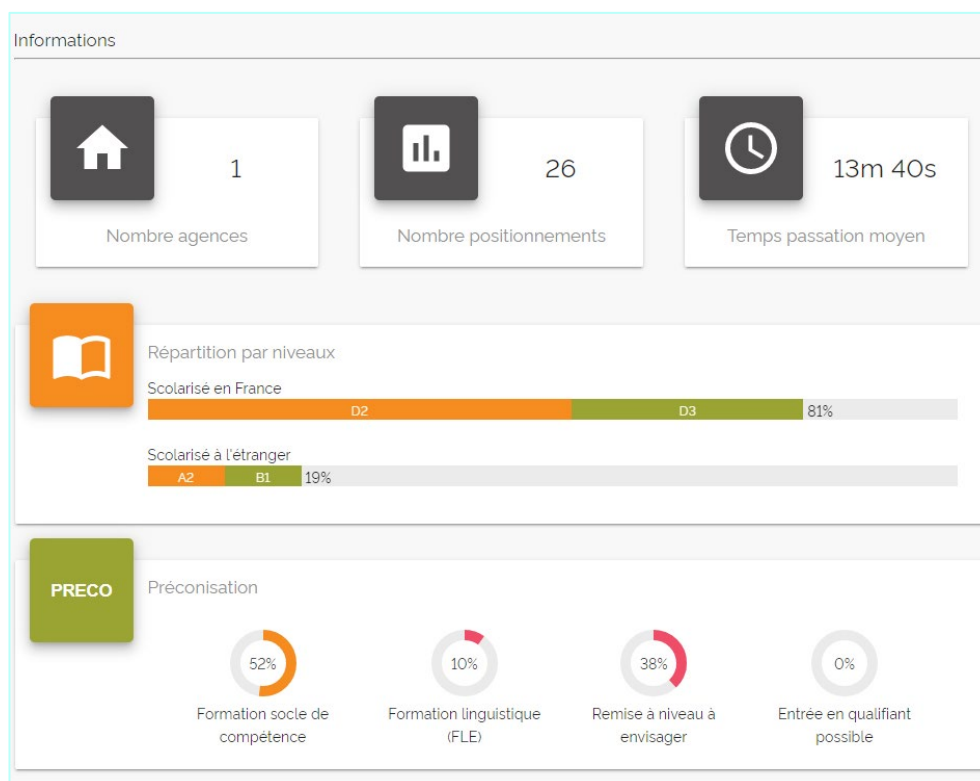 Informations
1
Nombre agences
26
Nombre positionnements
13m 40s
Temps passation moyen
Répartition par niveaux
Scolarisé en France
D2 D3 81%
Scolarisé à l'étranger
A2 B1 19%
PRECO
Préconisation
52%
Formation socle de
compétence
10%
Formation linguistique
(FLE)
38%
Remise à niveau à
envisager
0%
Entrée en qualifiant
possible